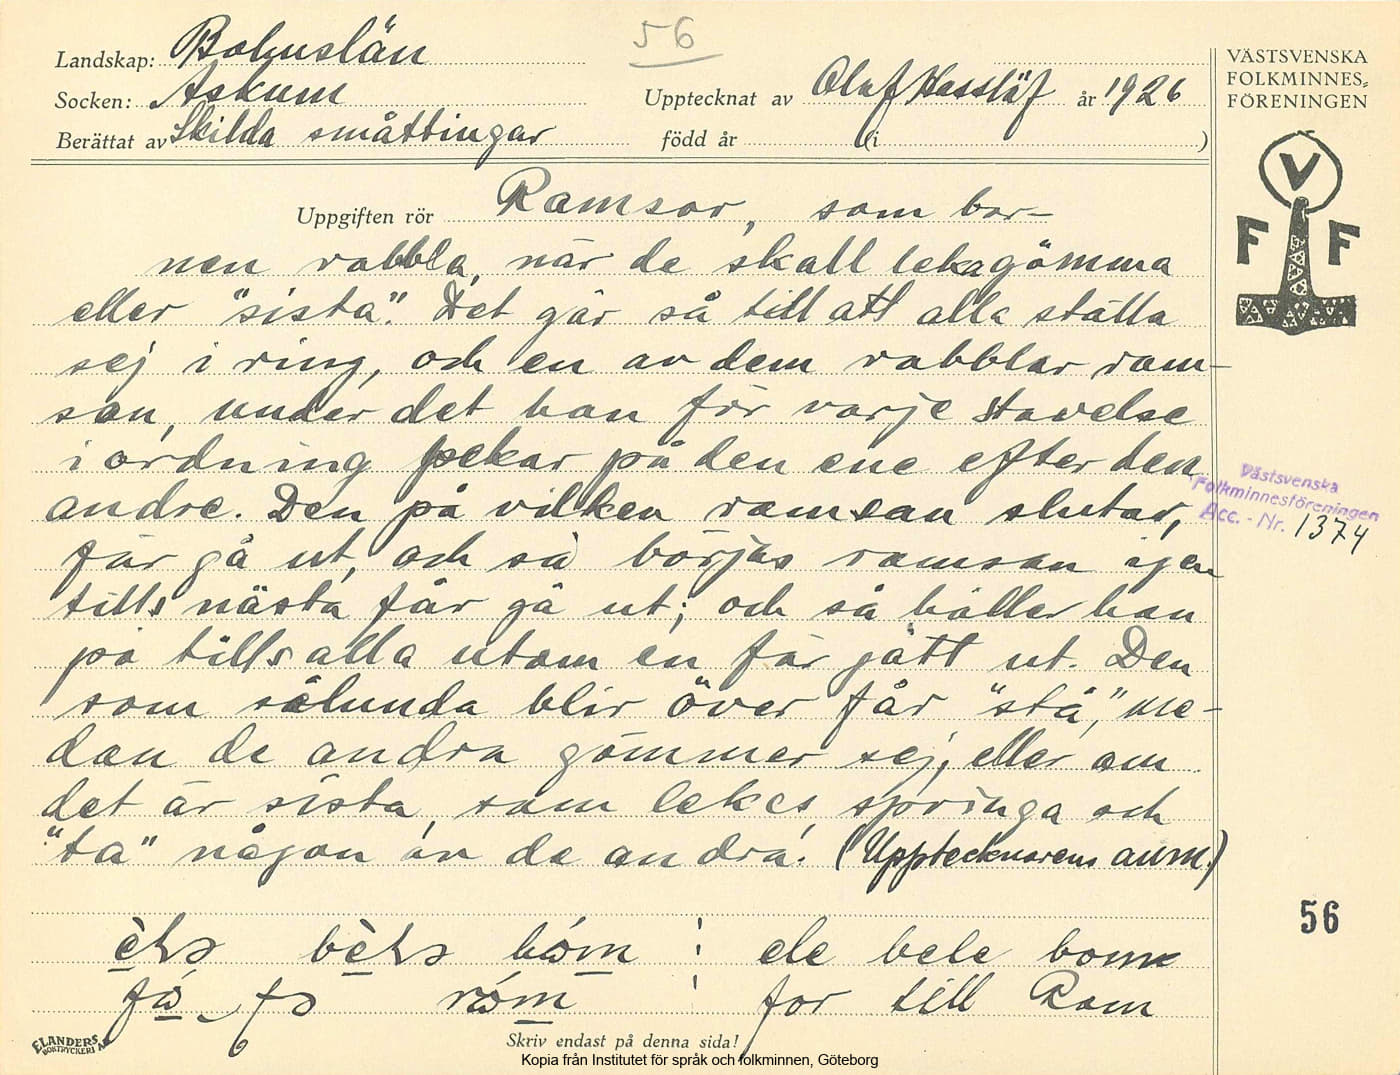 56
Landskap: Bohuslän
Socken: Askum
Upptecknat av Olof Hasslöf år 1926
Berättat av Skilda småttingar född år (i )
VÄSTSVENSKA
FOLKMINNES-
FÖRENINGEN
V
F F
Uppgiften rör Ramsor, som bar-
nen rabbla, när de skall leka gömma
eller "sista". Det går så till att alla ställa
sej i ring, och en av dem rabblar ram-
san, under det han för varje stavelse
i ordning pekar på den ene efter den
andre. Den på vilken ramsan slutar,
får gå ut, och så börjas ramsan igen
tills nästa får gå ut; och så håller han
på tills alla utom en får gått ut. Den
som sålunda blir över får "stå", me-
dan de andra gömmer sej, eller om
det är sista, som lekes, springa och
"ta" någon av de andra. (Upptecknarens anm.)
Västsvenska
Folkminnesföreningen
Acc. - Nr. 1374
56
: ele bele bom
: for till Rom
ELANDERS
BOKTRYCKERI A.
Skriv endast på denna sida!
Kopia från Institutet för språk och folkminnen, Göteborg